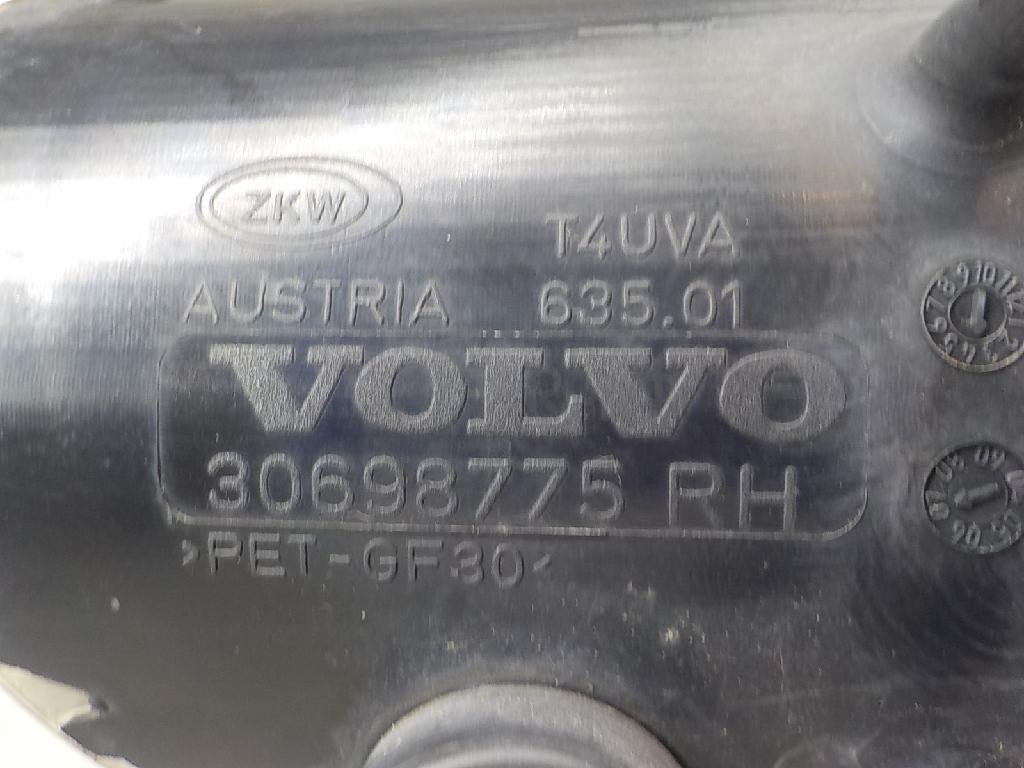 ZKW
T4UVA
AUSTRIA 635.01
VOLVO
30698775 RH
>PET-GF30<